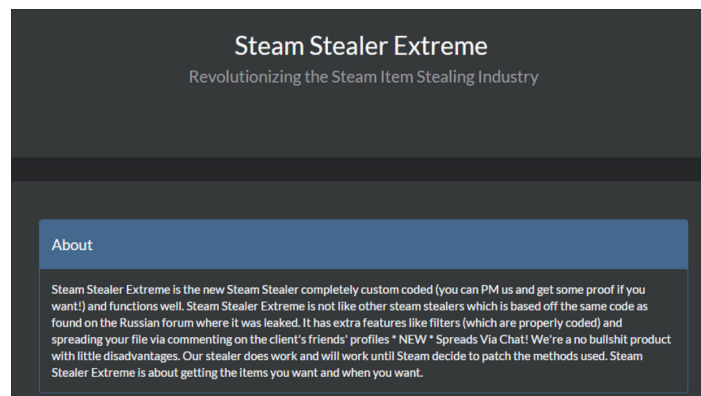 Steam Stealer Extreme
Revolutionizing the Steam Item Stealing Industry
About
Steam Stealer Extreme is the new Steam Stealer completely custom coded (you can PM us and get some proof if you
want!) and functions well. Steam Stealer Extreme is not like other steam stealers which is based off the same code as
found on the Russian forum where it was leaked. It has extra features like filters (which are properly coded) and
spreading your file via commenting on the client's friends' profiles * NEW * Spreads Via Chat! We're a no bullshit product
with little disadvantages. Our stealer does work and will work until Steam decide to patch the methods used. Steam
Stealer Extreme is about getting the items you want and when you want.